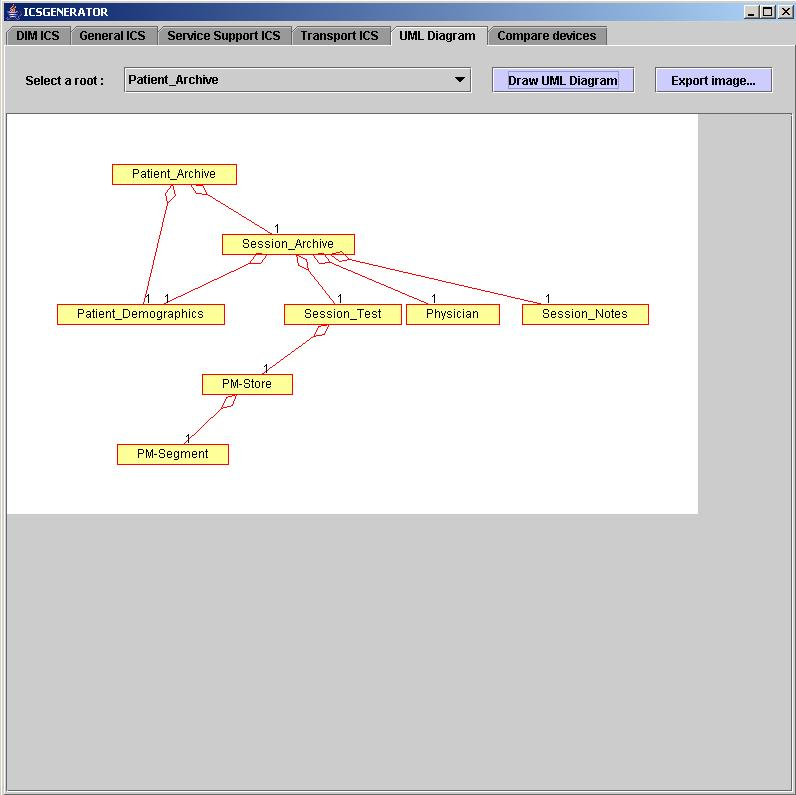 ICSGENERATOR
DIM ICS General ICS Service Support ICS Transport ICS UML Diagram Compare devices
Select a root : Patient_Archive Draw UML Diagram Export image...
Patient_Archive
1
Session_Archive
1 1 1 1 1
Patient_Demographics Session_Test Physician Session_Notes
1
PM-Store
1
PM-Segment